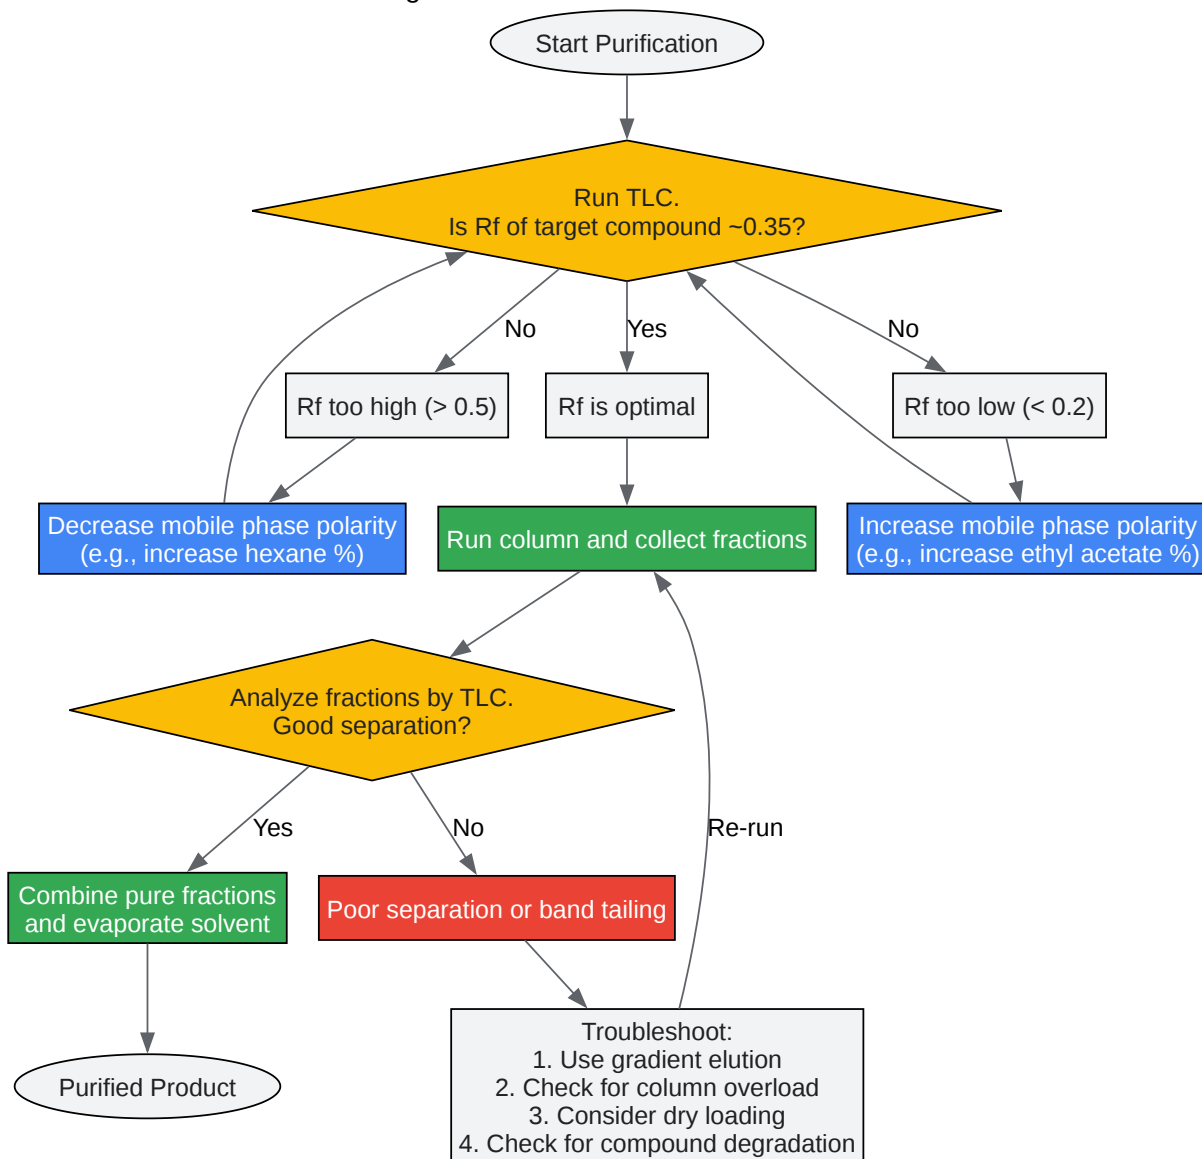 Start Purification
Run TLC.
Is Rf of target compound ~0.35?
No
Yes
No
Rf too high (> 0.5)
Rf is optimal
Rf too low (< 0.2)
Decrease mobile phase polarity
(e.g., increase hexane %)
Run column and collect fractions
Increase mobile phase polarity
(e.g., increase ethyl acetate %)
Analyze fractions by TLC.
Good separation?
Yes
No
Re-run
Combine pure fractions
and evaporate solvent
Poor separation or band tailing
Troubleshoot:
1. Use gradient elution
2. Check for column overload
3. Consider dry loading
4. Check for compound degradation
Purified Product